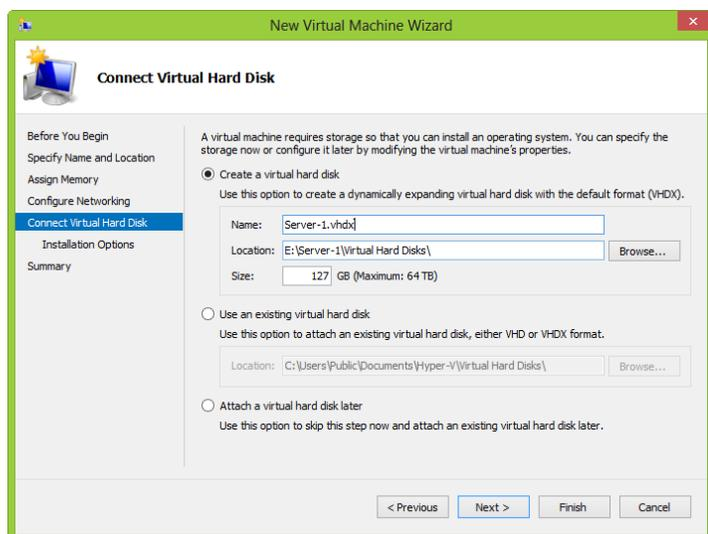 New Virtual Machine Wizard
Connect Virtual Hard Disk
Before You Begin
Specify Name and Location
Assign Memory
Configure Networking
Connect Virtual Hard Disk
Installation Options
Summary
A virtual machine requires storage so that you can install an operating system. You can specify the
storage now or configure it later by modifying the virtual machine's properties.
Create a virtual hard disk
Use this option to create a dynamically expanding virtual hard disk with the default format (VHDX).
Name: Server-1.vhdx
Location: E:\Server-1\Virtual Hard Disks\ Browse...
Size: 127 GB (Maximum: 64 TB)
Use an existing virtual hard disk
Use this option to attach an existing virtual hard disk, either VHD or VHDX format.
Location: C:\Users\Public\Documents\Hyper-V\Virtual Hard Disks\ Browse...
Attach a virtual hard disk later
Use this option to skip this step now and attach an existing virtual hard disk later.
< Previous Next > Finish Cancel